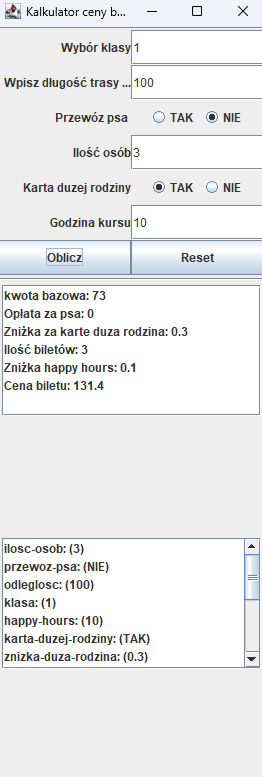 Kalkulator ceny b...
Wybór klasy 1
Wpisz długość trasy ... 100
Przewóz psa TAK NIE
Ilość osób 3
Karta duzej rodziny TAK NIE
Godzina kursu 10
Oblicz Reset
kwota bazowa: 73
Opłata za psa: 0
Zniżka za karte duza rodzina: 0.3
Ilość biletów: 3
Zniżka happy hours: 0.1
Cena biletu: 131.4
ilosc-osob: (3)
przewoz-psa: (NIE)
odleglosc: (100)
klasa: (1)
happy-hours: (10)
karta-duzej-rodziny: (TAK)
znizka-duza-rodzina: (0.3)